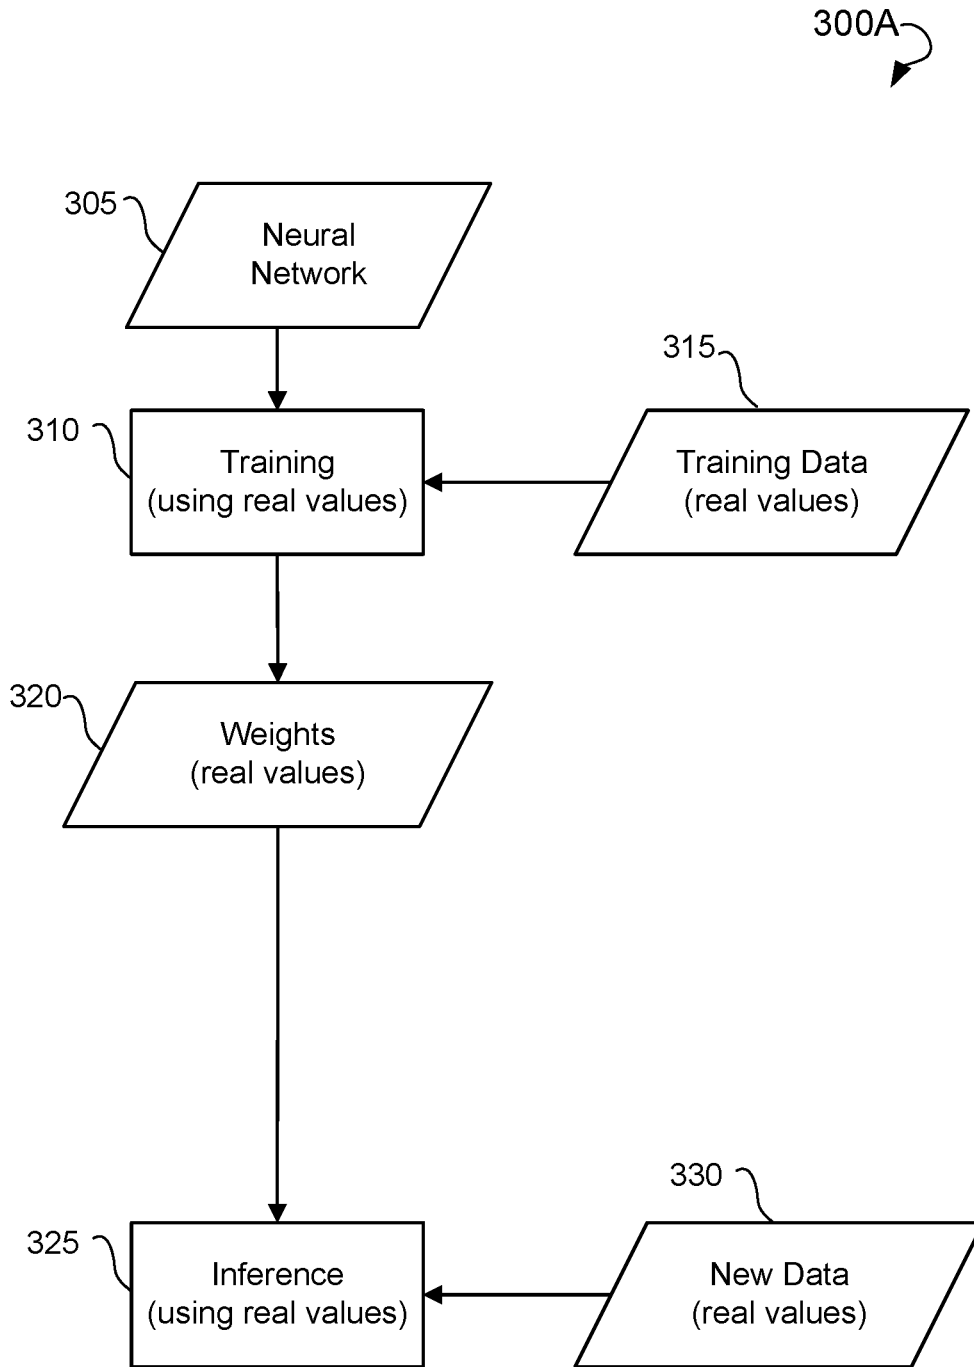 300A
305
Neural
Network
315
310
Training
(using real values)
Training Data
(real values)
320
Weights
(real values)
330
325
Inference
(using real values)
New Data
(real values)